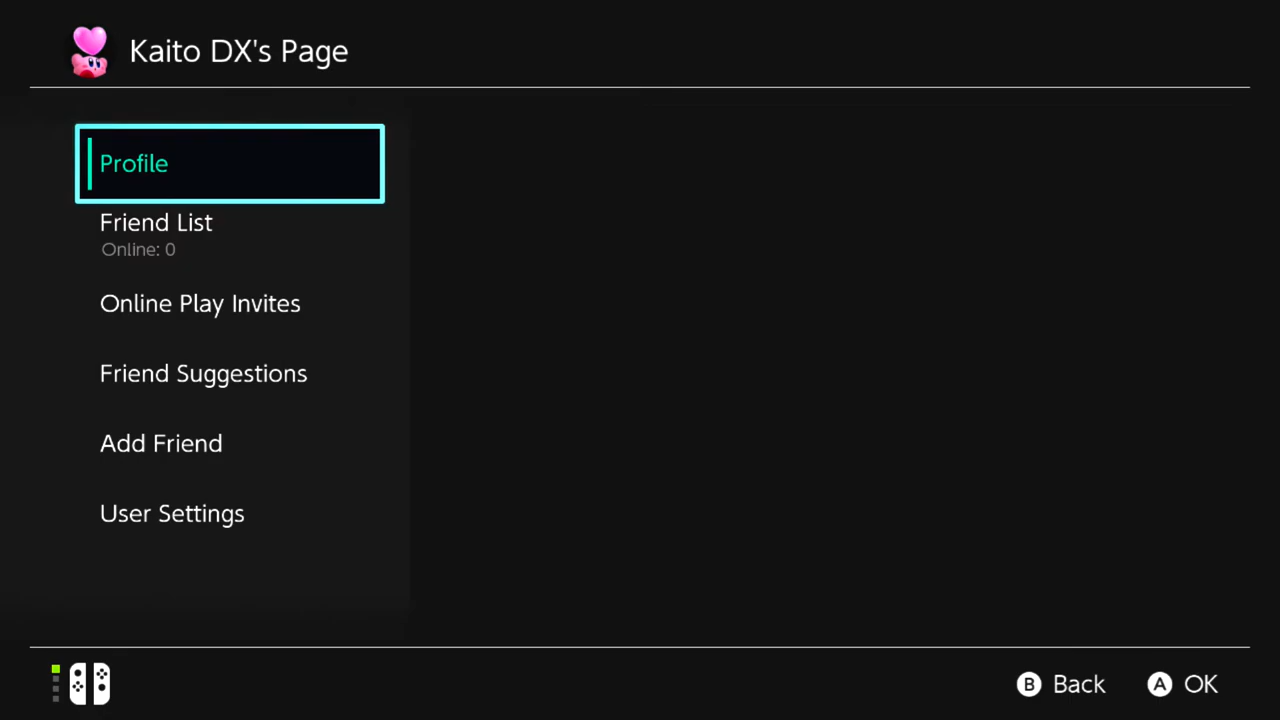 Kaito DX's Page
Profile
Friend List
Online: 0
Online Play Invites
Friend Suggestions
Add Friend
User Settings
B Back A OK